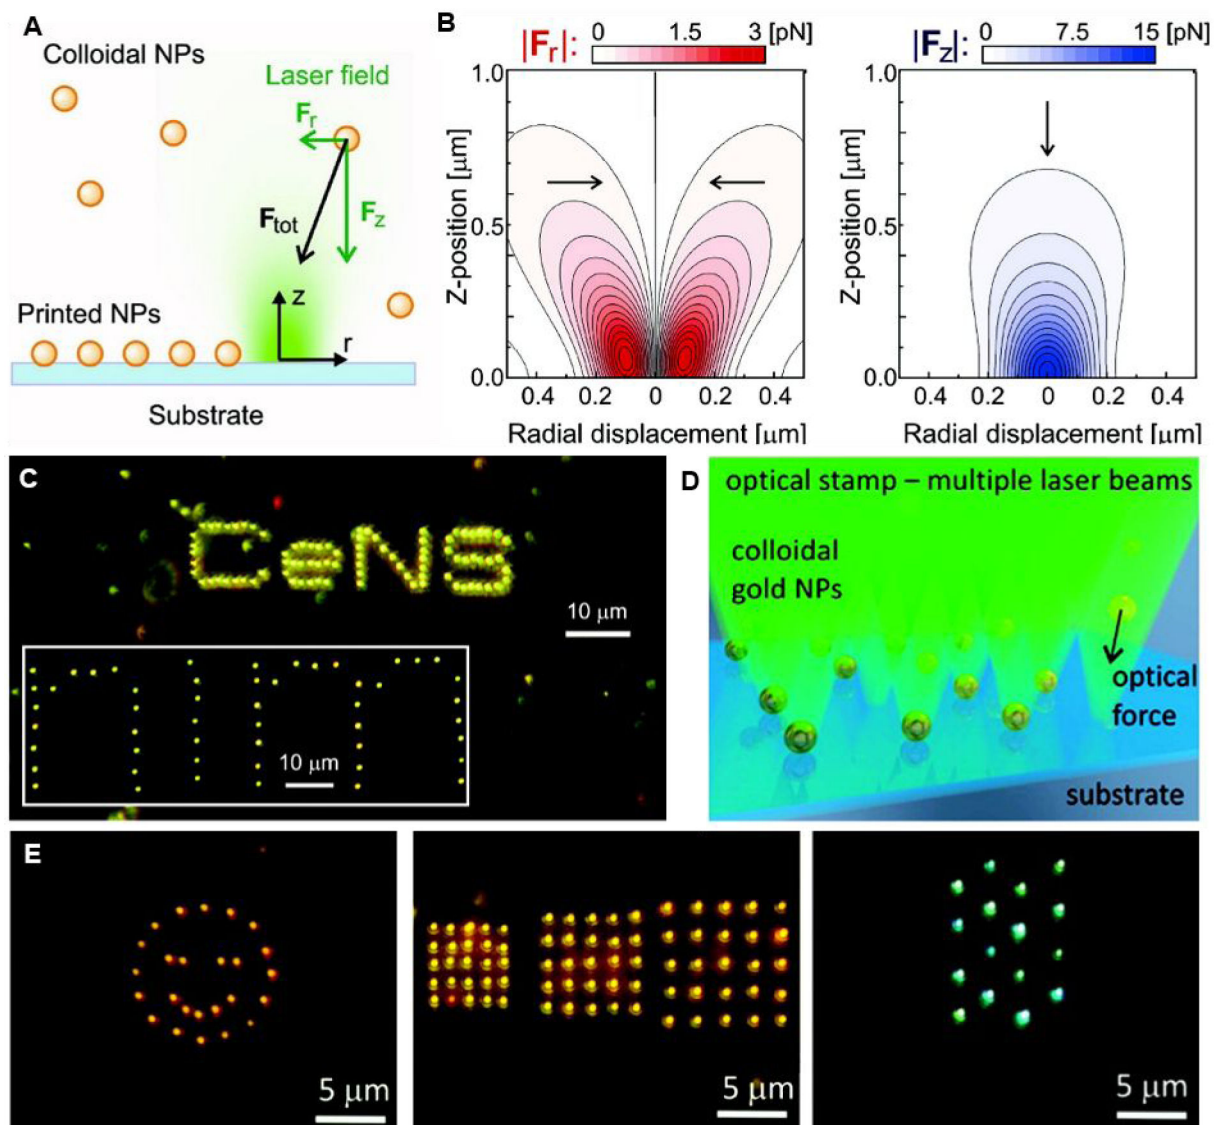 A
Colloidal NPs
Laser field
Fr
Ftot
Fz
z
r
Printed NPs
Substrate
B
|Fr|: 0 1.5 3 [pN]
1.0
0.5
0.0
Z-position [μm]
0.4 0.2 0 0.2 0.4
Radial displacement [μm]
|Fz|: 0 7.5 15 [pN]
1.0
0.5
0.0
Z-position [μm]
0.4 0.2 0 0.2 0.4
Radial displacement [μm]
C
CeNS
10 μm
10 μm
D
optical stamp – multiple laser beams
colloidal
gold NPs
optical
force
substrate
E
5 μm
5 μm
5 μm